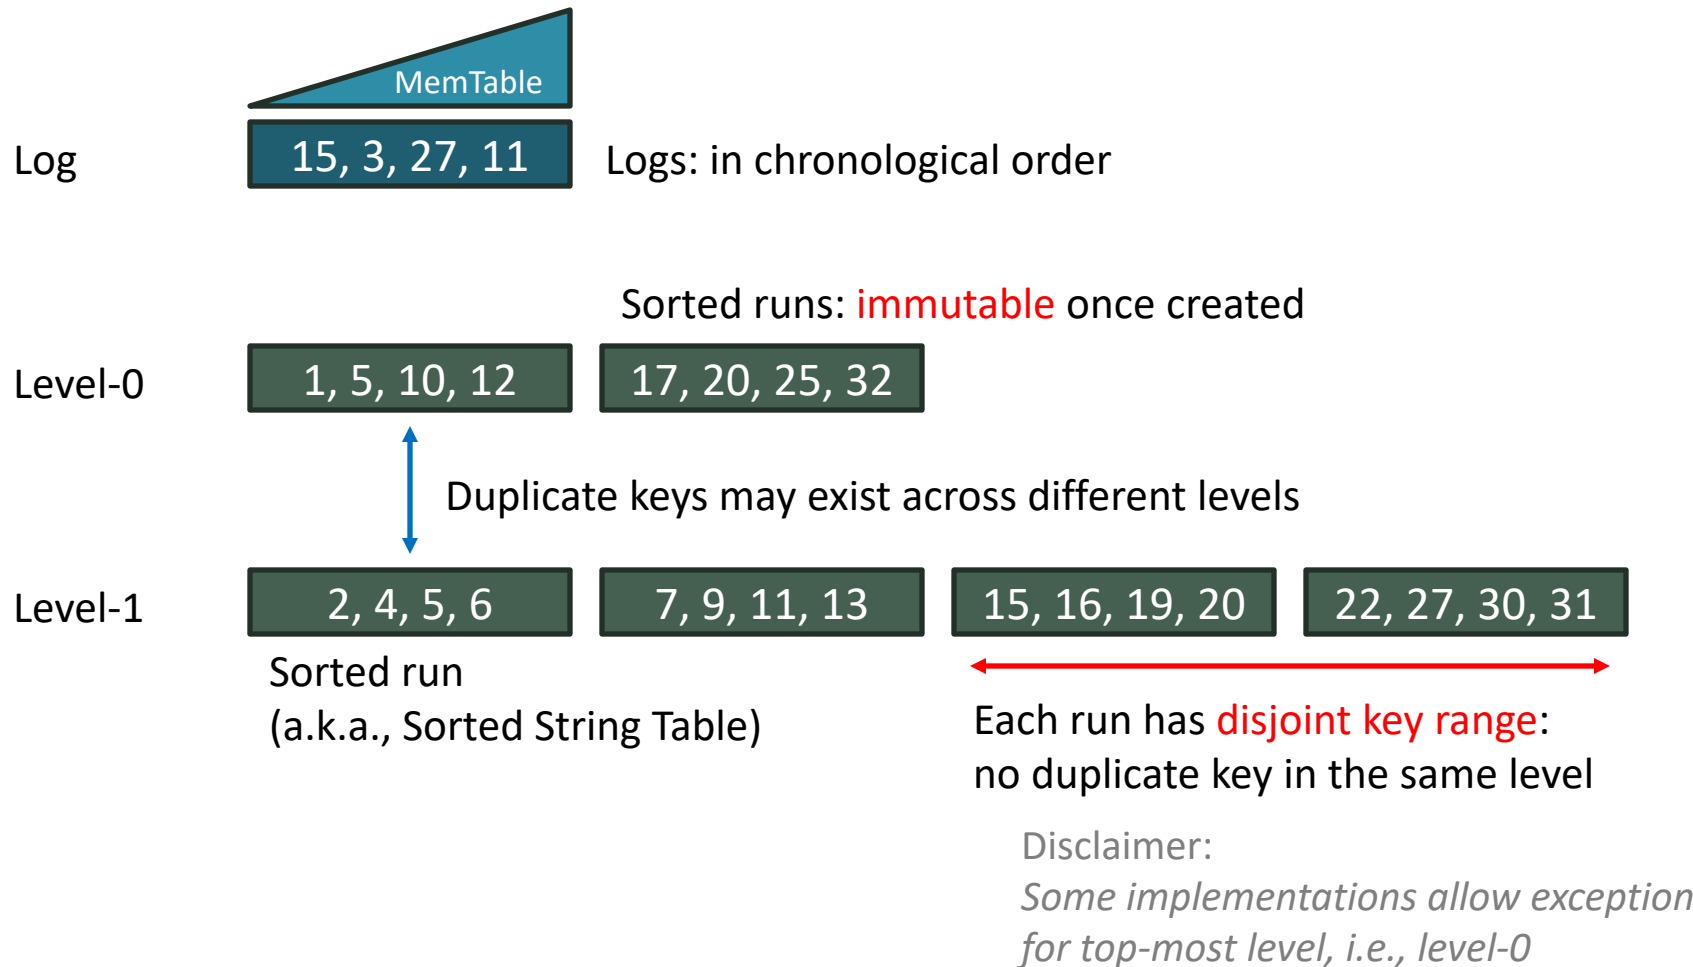 MemTable
Log
15, 3, 27, 11
Logs: in chronological order
Sorted runs: immutable once created
Level-0
1, 5, 10, 12
17, 20, 25, 32
Duplicate keys may exist across different levels
Level-1
2, 4, 5, 6
7, 9, 11, 13
15, 16, 19, 20
22, 27, 30, 31
Sorted run
(a.k.a., Sorted String Table)
Each run has disjoint key range:
no duplicate key in the same level
Disclaimer:
Some implementations allow exception
for top-most level, i.e., level-0